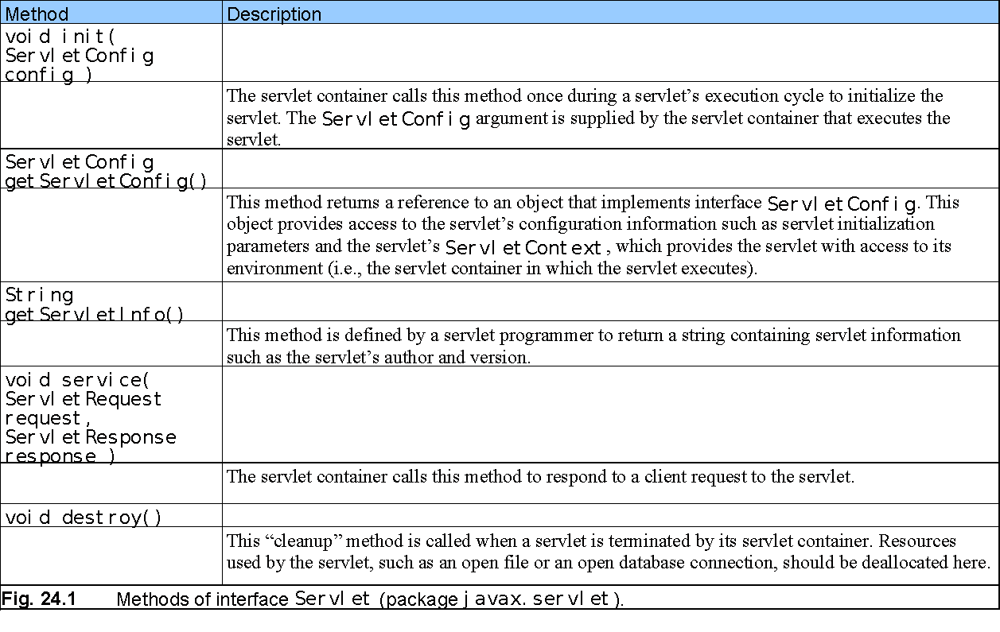 Method Description
void init(
ServletConfig
config )
The servlet container calls this method once during a servlet’s execution cycle to initialize the
servlet. The ServletConfig argument is supplied by the servlet container that executes the
servlet.
ServletConfig
getServletConfig()
This method returns a reference to an object that implements interface ServletConfig. This
object provides access to the servlet’s configuration information such as servlet initialization
parameters and the servlet’s ServletContext, which provides the servlet with access to its
environment (i.e., the servlet container in which the servlet executes).
String
getServletInfo()
This method is defined by a servlet programmer to return a string containing servlet information
such as the servlet’s author and version.
void service(
ServletRequest
request,
ServletResponse
response )
The servlet container calls this method to respond to a client request to the servlet.
void destroy()
This “cleanup” method is called when a servlet is terminated by its servlet container. Resources
used by the servlet, such as an open file or an open database connection, should be deallocated here.
Fig. 24.1 Methods of interface Servlet (package javax.servlet).